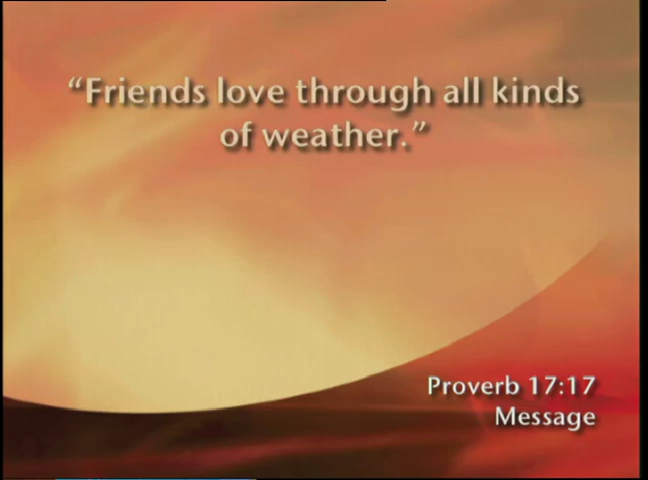 “Friends love through all kinds
of weather.”
Proverb 17:17
Message